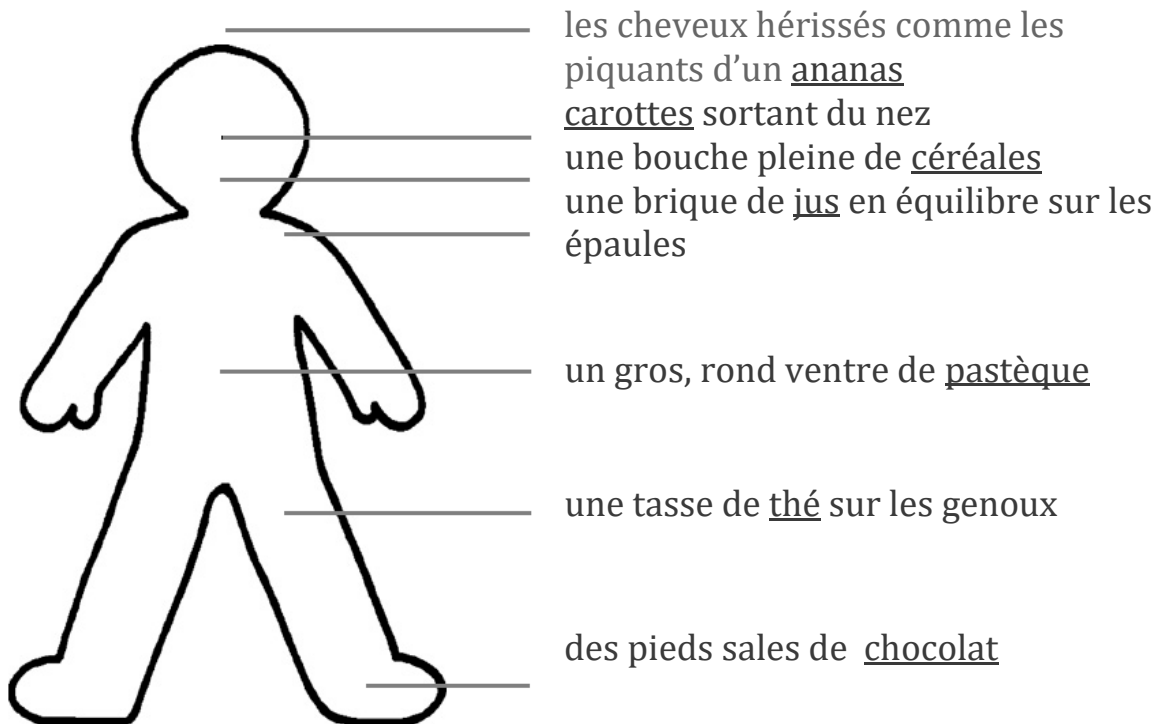 les cheveux hérissés comme les
piquants d’un ananas
carottes sortant du nez
une bouche pleine de céréales
une brique de jus en équilibre sur les
épaules
un gros, rond ventre de pastèque
une tasse de thé sur les genoux
des pieds sales de chocolat